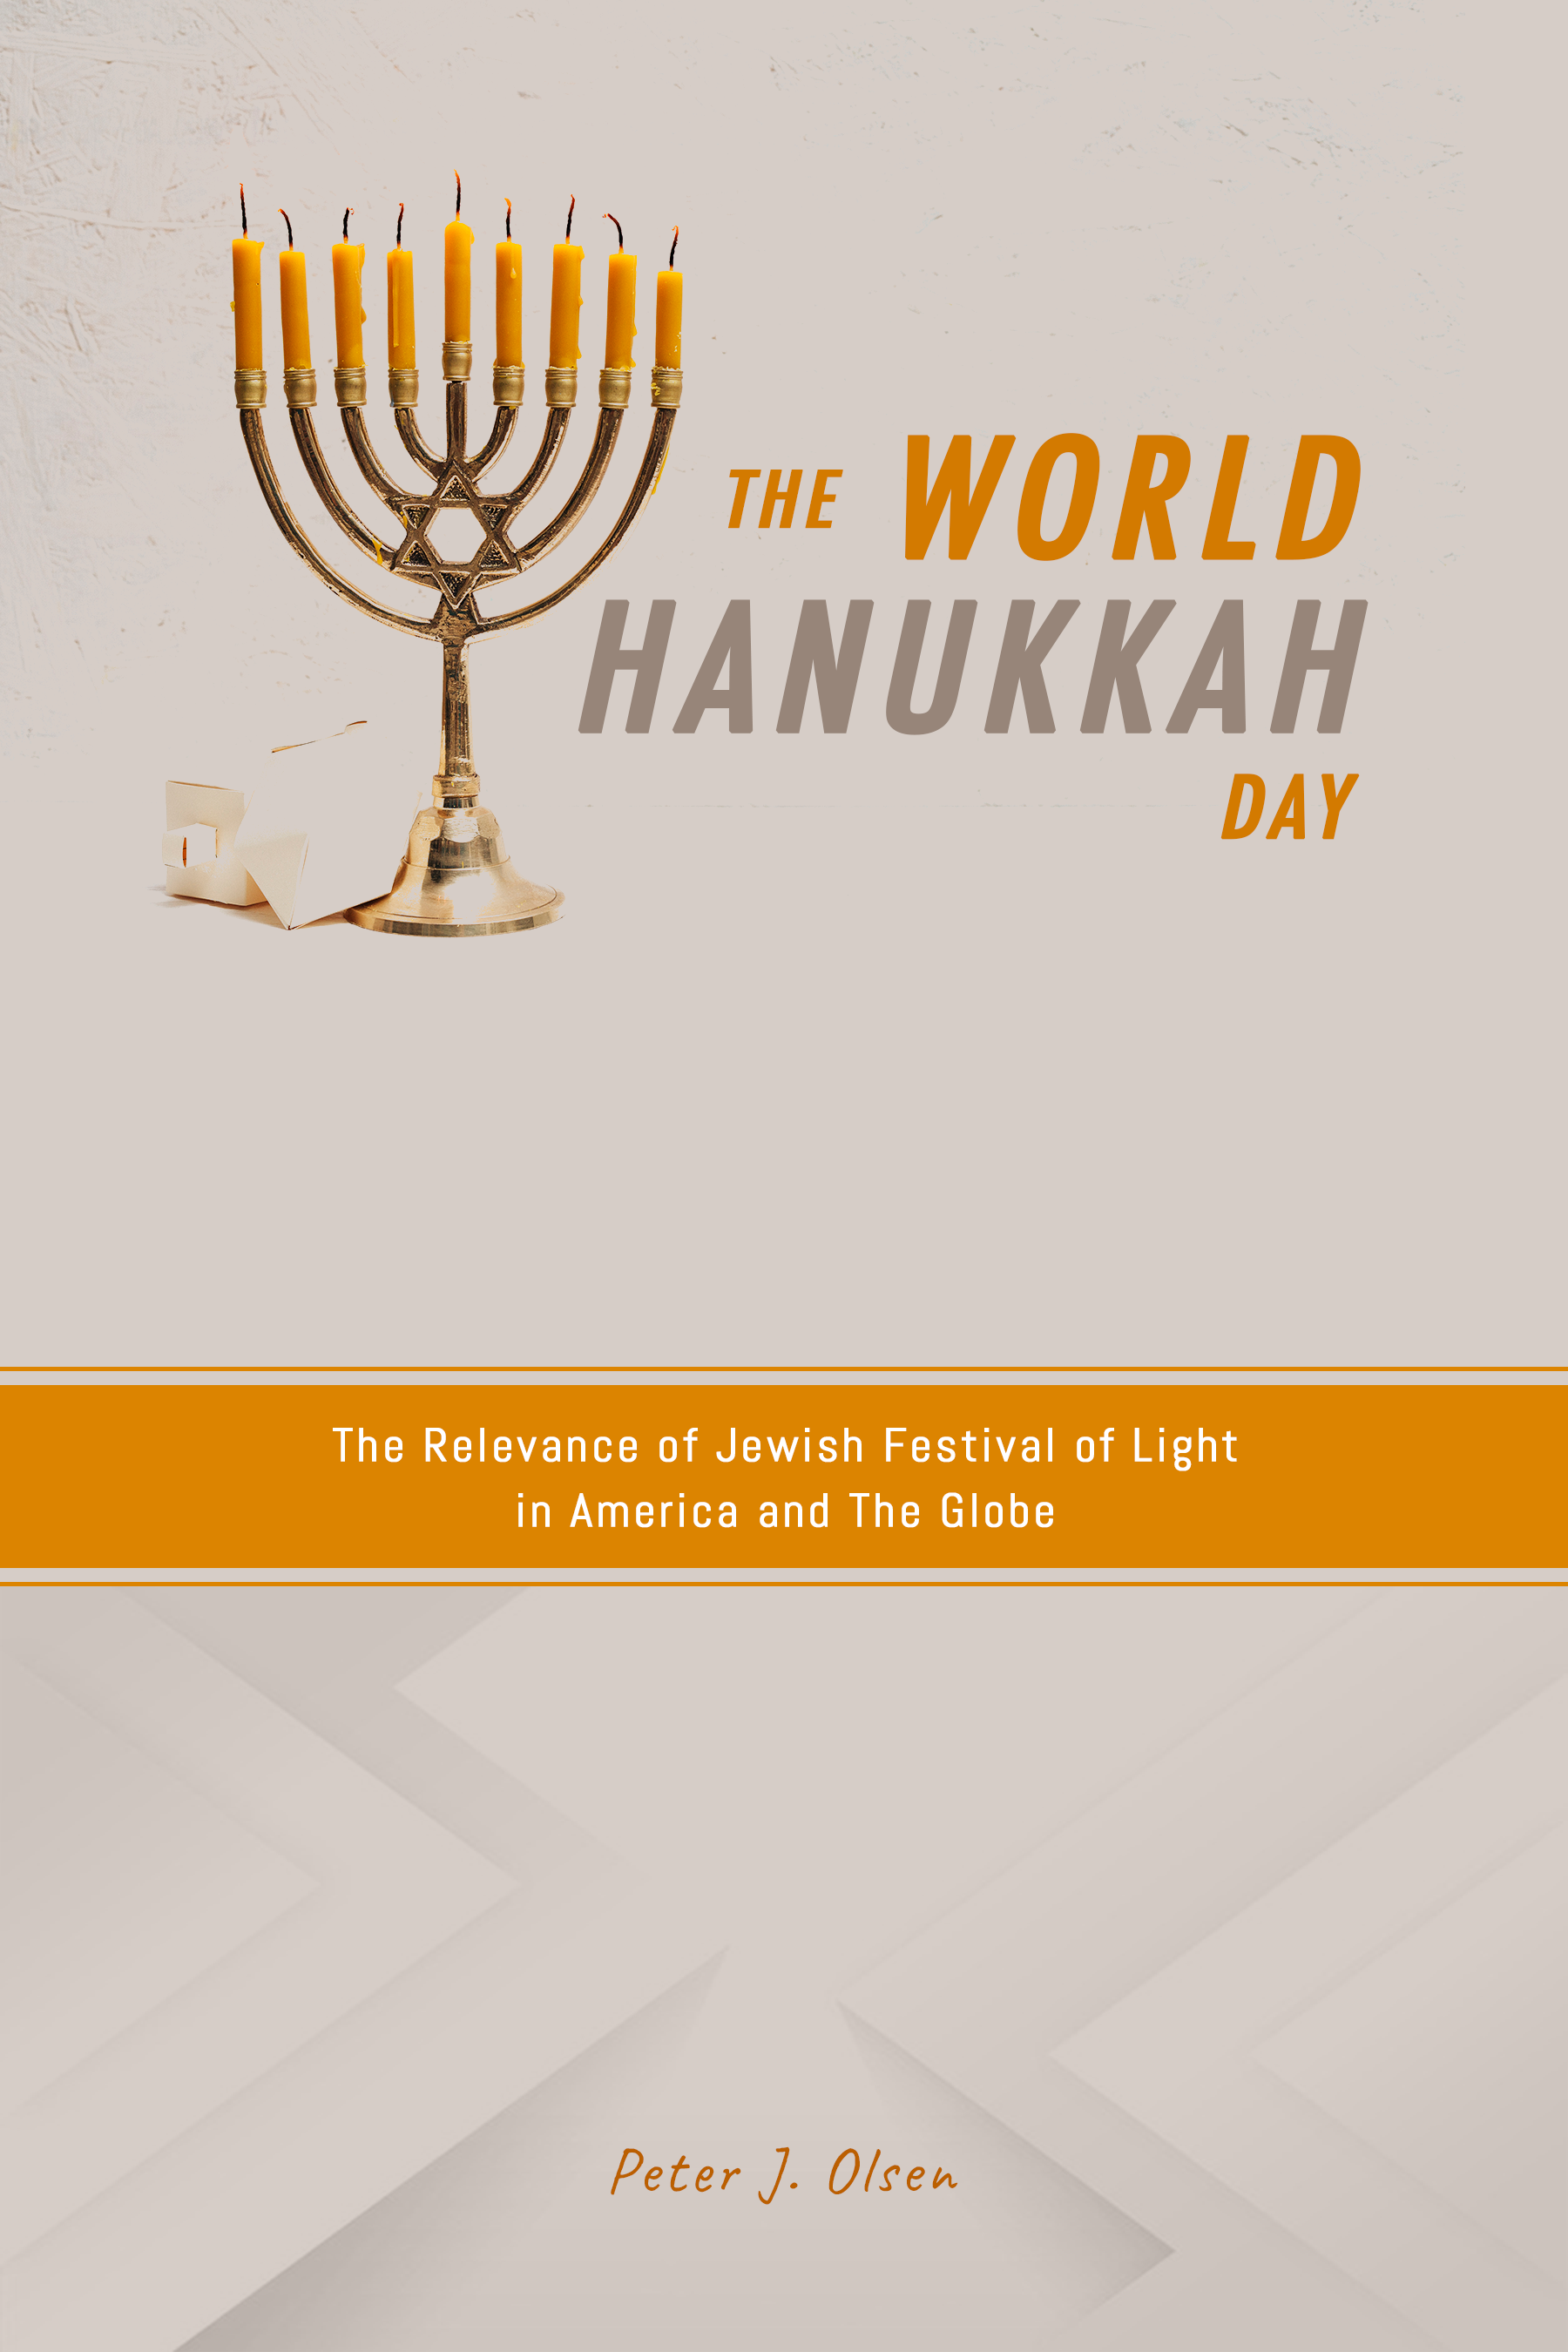 THE WORLD
HANUKKAH
DAY
The Relevance of Jewish Festival of Light
in America and The Globe
Peter J. Olsen